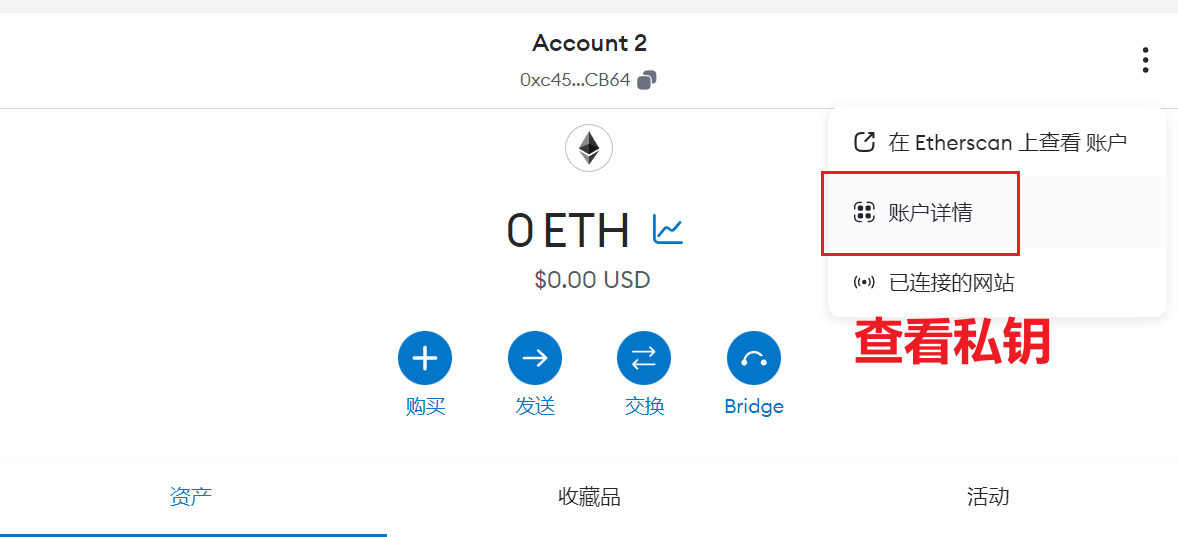 Account 2
0xc45...CB64
在 Etherscan 上查看 账户
账户详情
已连接的网站
查看私钥
0 ETH
$0.00 USD
购买
发送
交换
Bridge
资产
收藏品
活动